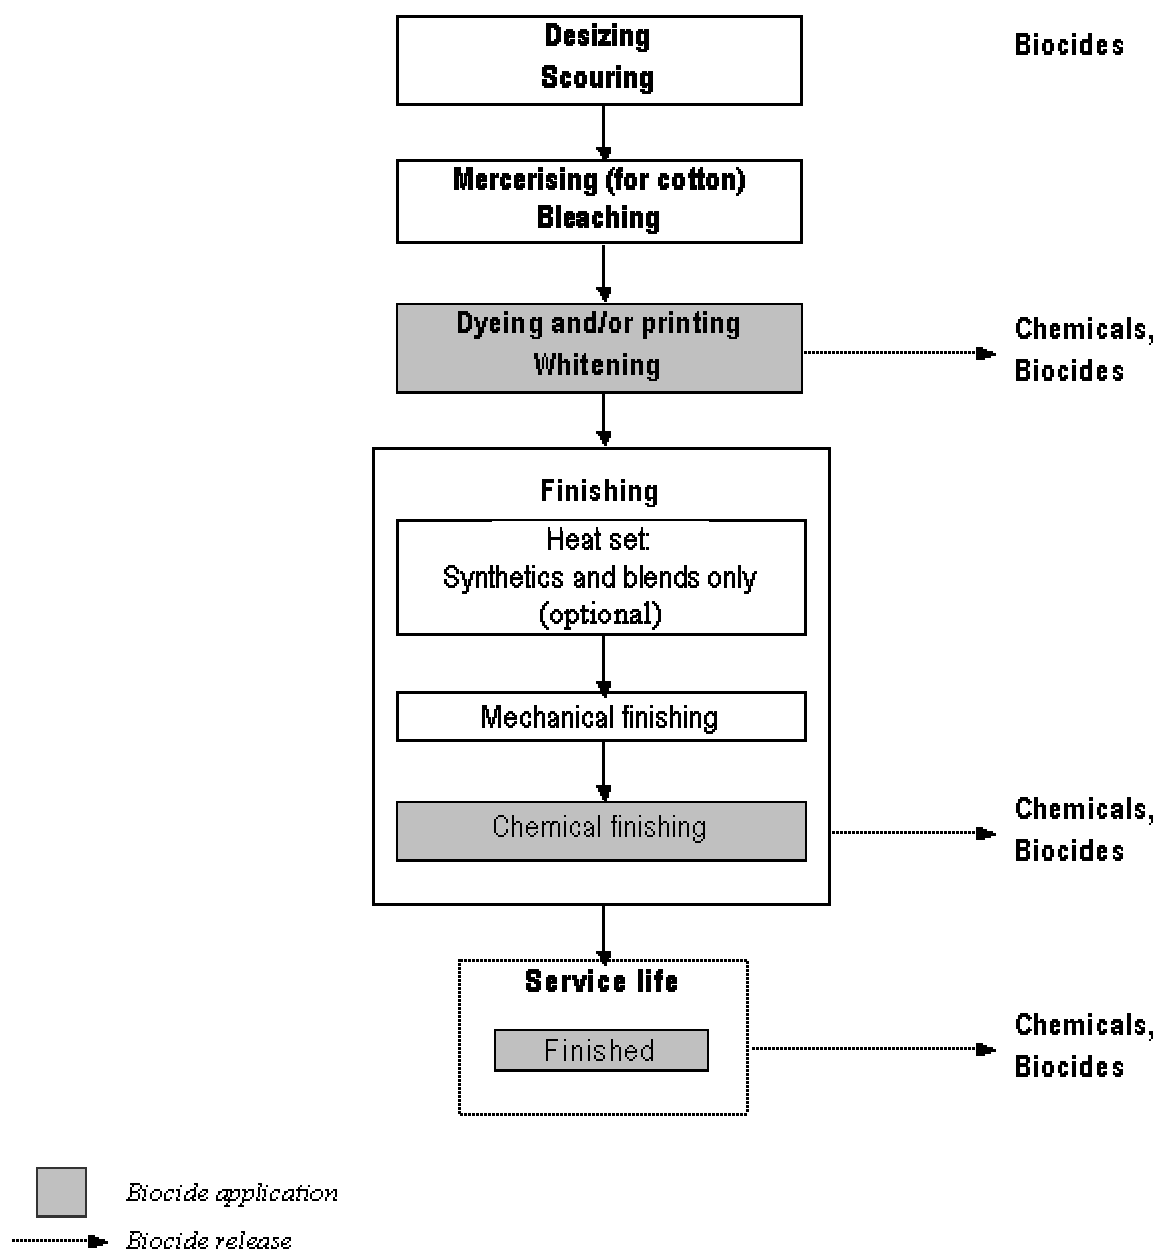 Desizing
Scouring
Biocides
Mercerising (for cotton)
Bleaching
Dyeing and/or printing
Whitening
Chemicals,
Biocides
Finishing
Heat set:
Synthetics and blends only
(optional)
Mechanical finishing
Chemical finishing
Chemicals,
Biocides
Service life
Finished
Chemicals,
Biocides
Biocide application
Biocide release